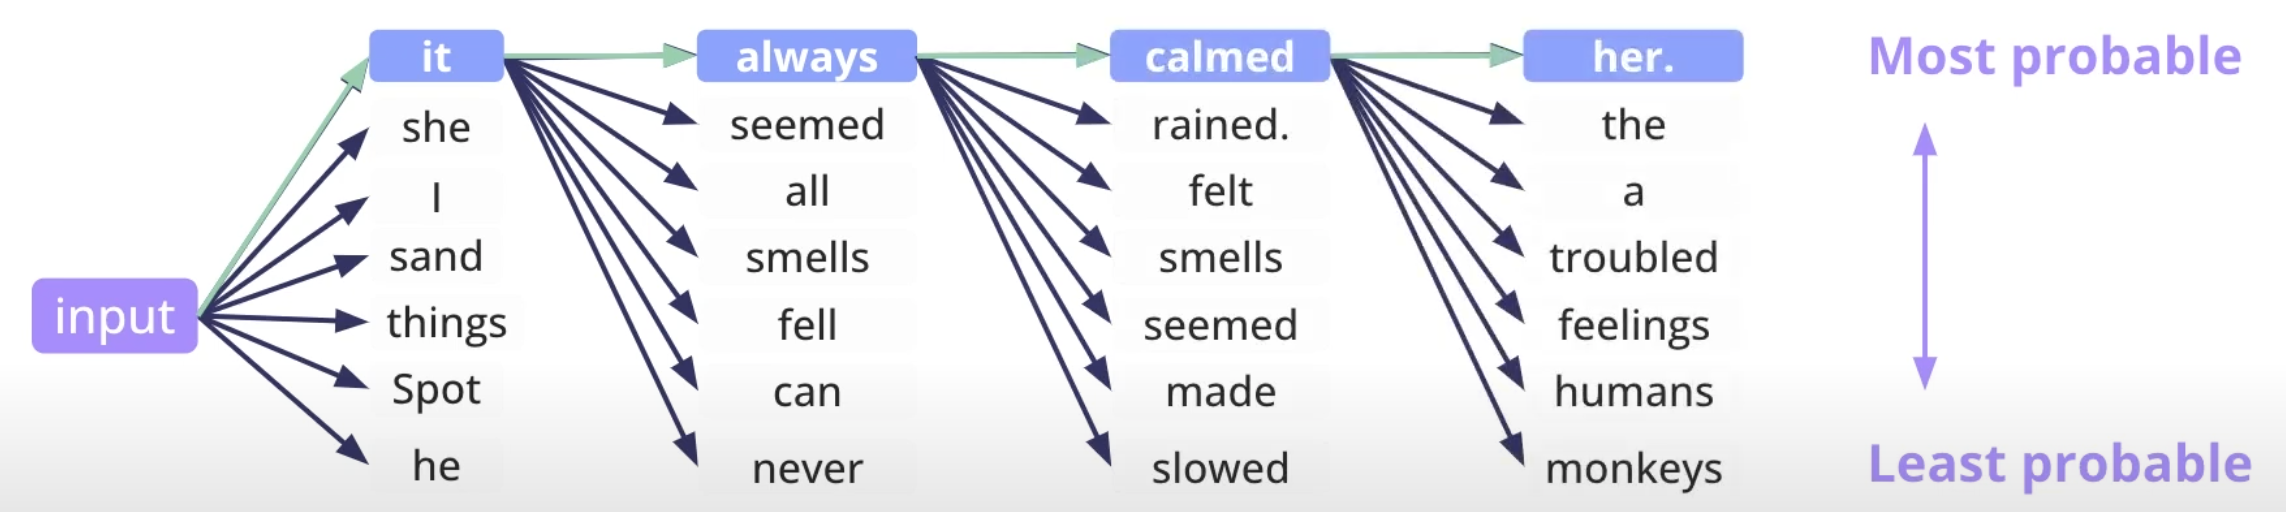 it always calmed her. Most probable
she seemed rained. the
I all felt a
sand smells smells troubled
input
things fell seemed feelings
Spot can made humans
he never slowed monkeys Least probable